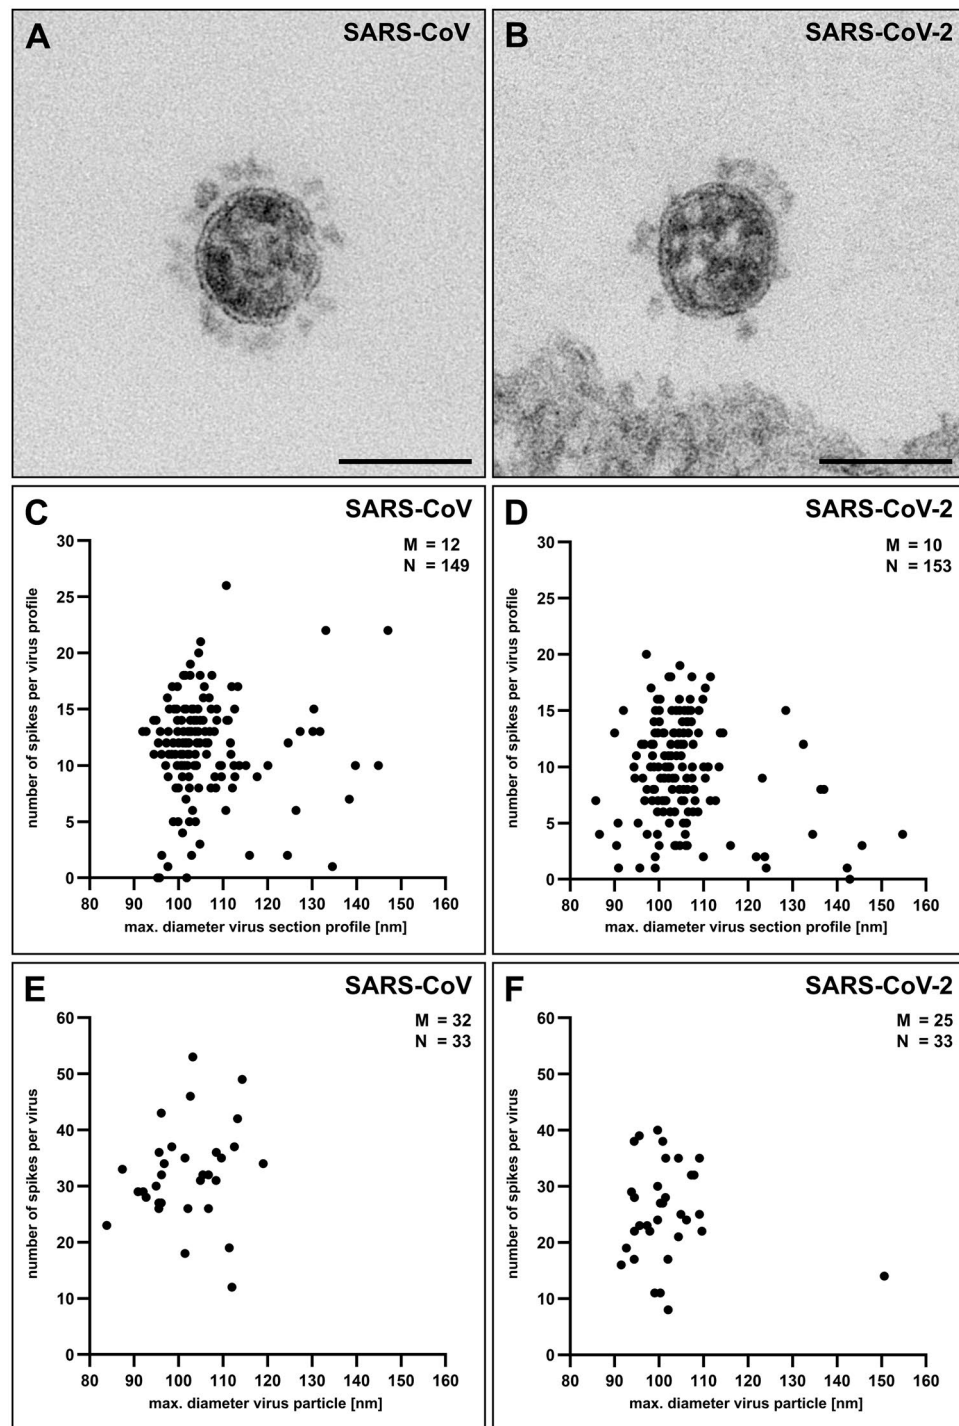 A SARS-CoV
B SARS-CoV-2
C SARS-CoV
M = 12
N = 149
number of spikes per virus profile
30
25
20
15
10
5
0
80 90 100 110 120 130 140 150 160
max. diameter virus section profile [nm]
D SARS-CoV-2
M = 10
N = 153
number of spikes per virus profile
30
25
20
15
10
5
0
80 90 100 110 120 130 140 150 160
max. diameter virus section profile [nm]
E SARS-CoV
M = 32
N = 33
number of spikes per virus
60
50
40
30
20
10
0
80 90 100 110 120 130 140 150 160
max. diameter virus particle [nm]
F SARS-CoV-2
M = 25
N = 33
number of spikes per virus
60
50
40
30
20
10
0
80 90 100 110 120 130 140 150 160
max. diameter virus particle [nm]